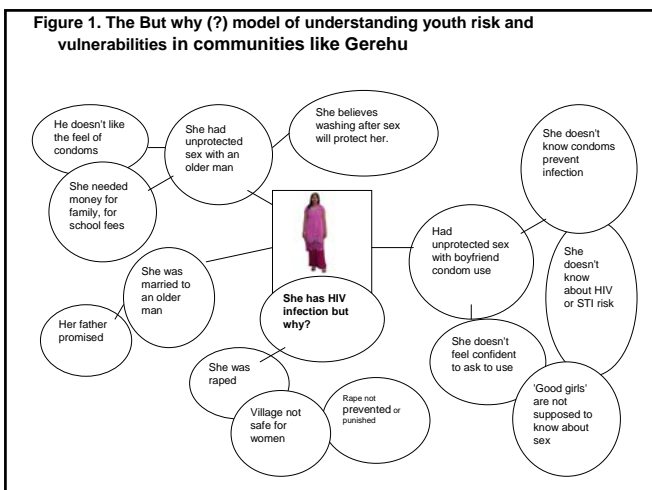 Figure 1. The But why (?) model of understanding youth risk and
vulnerabilities in communities like Gerehu
He doesn't like
the feel of
condoms
She had
unprotected
sex with an
older man
She believes
washing after sex
will protect her.
She needed
money for
family, for
school fees
She was
married to
an older
man
Her father
promised
She has HIV
infection but
why?
She was
raped
Village not
safe for
women
Rape not
prevented or
punished
Had
unprotected sex
with boyfriend
condom use
She doesn't
know condoms
prevent
infection
She
doesn't
know
about HIV
or STI risk
She doesn't
feel confident
to ask to use
'Good girls'
are not
supposed to
know about
sex